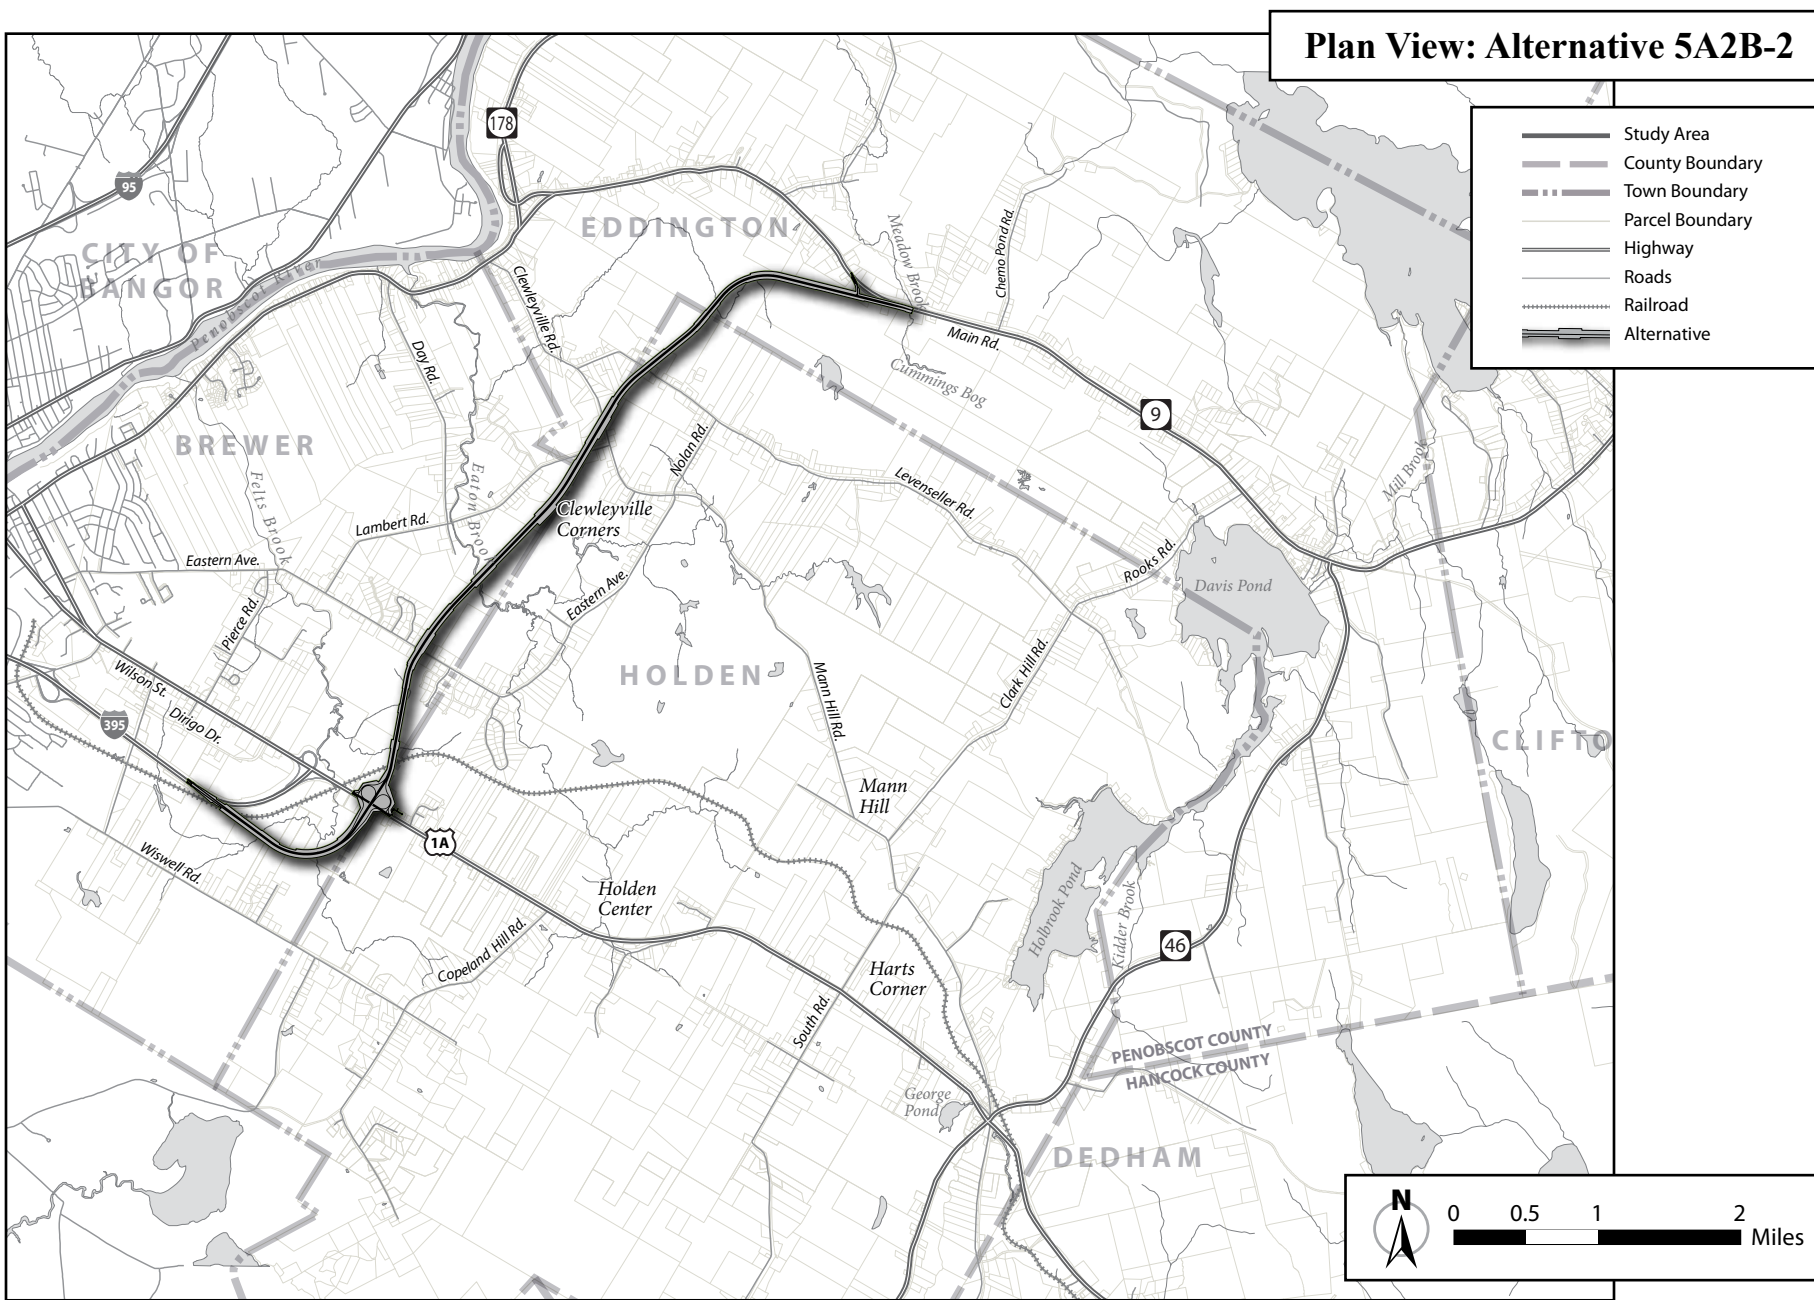 Plan View: Alternative 5A2B-2
Study Area
County Boundary
Town Boundary
Parcel Boundary
Highway
Roads
Railroad
Alternative
178
95
CITY OF
BANGOR
Penobscot River
EDDINGTON
Meadow Brook
Chemo Pond Rd.
Clewleyville Rd.
Main Rd.
Day Rd.
Cummings Bog
9
BREWER
Felts Brook
Eaton Brook
Nolan Rd.
Mill Brook
Levenseller Rd.
Clewleyville
Corners
Lambert Rd.
Eastern Ave.
Rooks Rd.
Davis Pond
Eastern Ave.
Pierce Rd.
HOLDEN
Wilson St.
Mann Hill Rd.
Clark Hill Rd.
Dirigo Dr.
395
CLIFTO
Mann
Hill
1A
Wiswell Rd.
Holden
Center
Holbrook Pond
Kidder Brook
Copeland Hill Rd.
46
Harts
Corner
South Rd.
PENOBSCOT COUNTY
HANCOCK COUNTY
George
Pond
DEDHAM
N
0 0.5 1 2
Miles